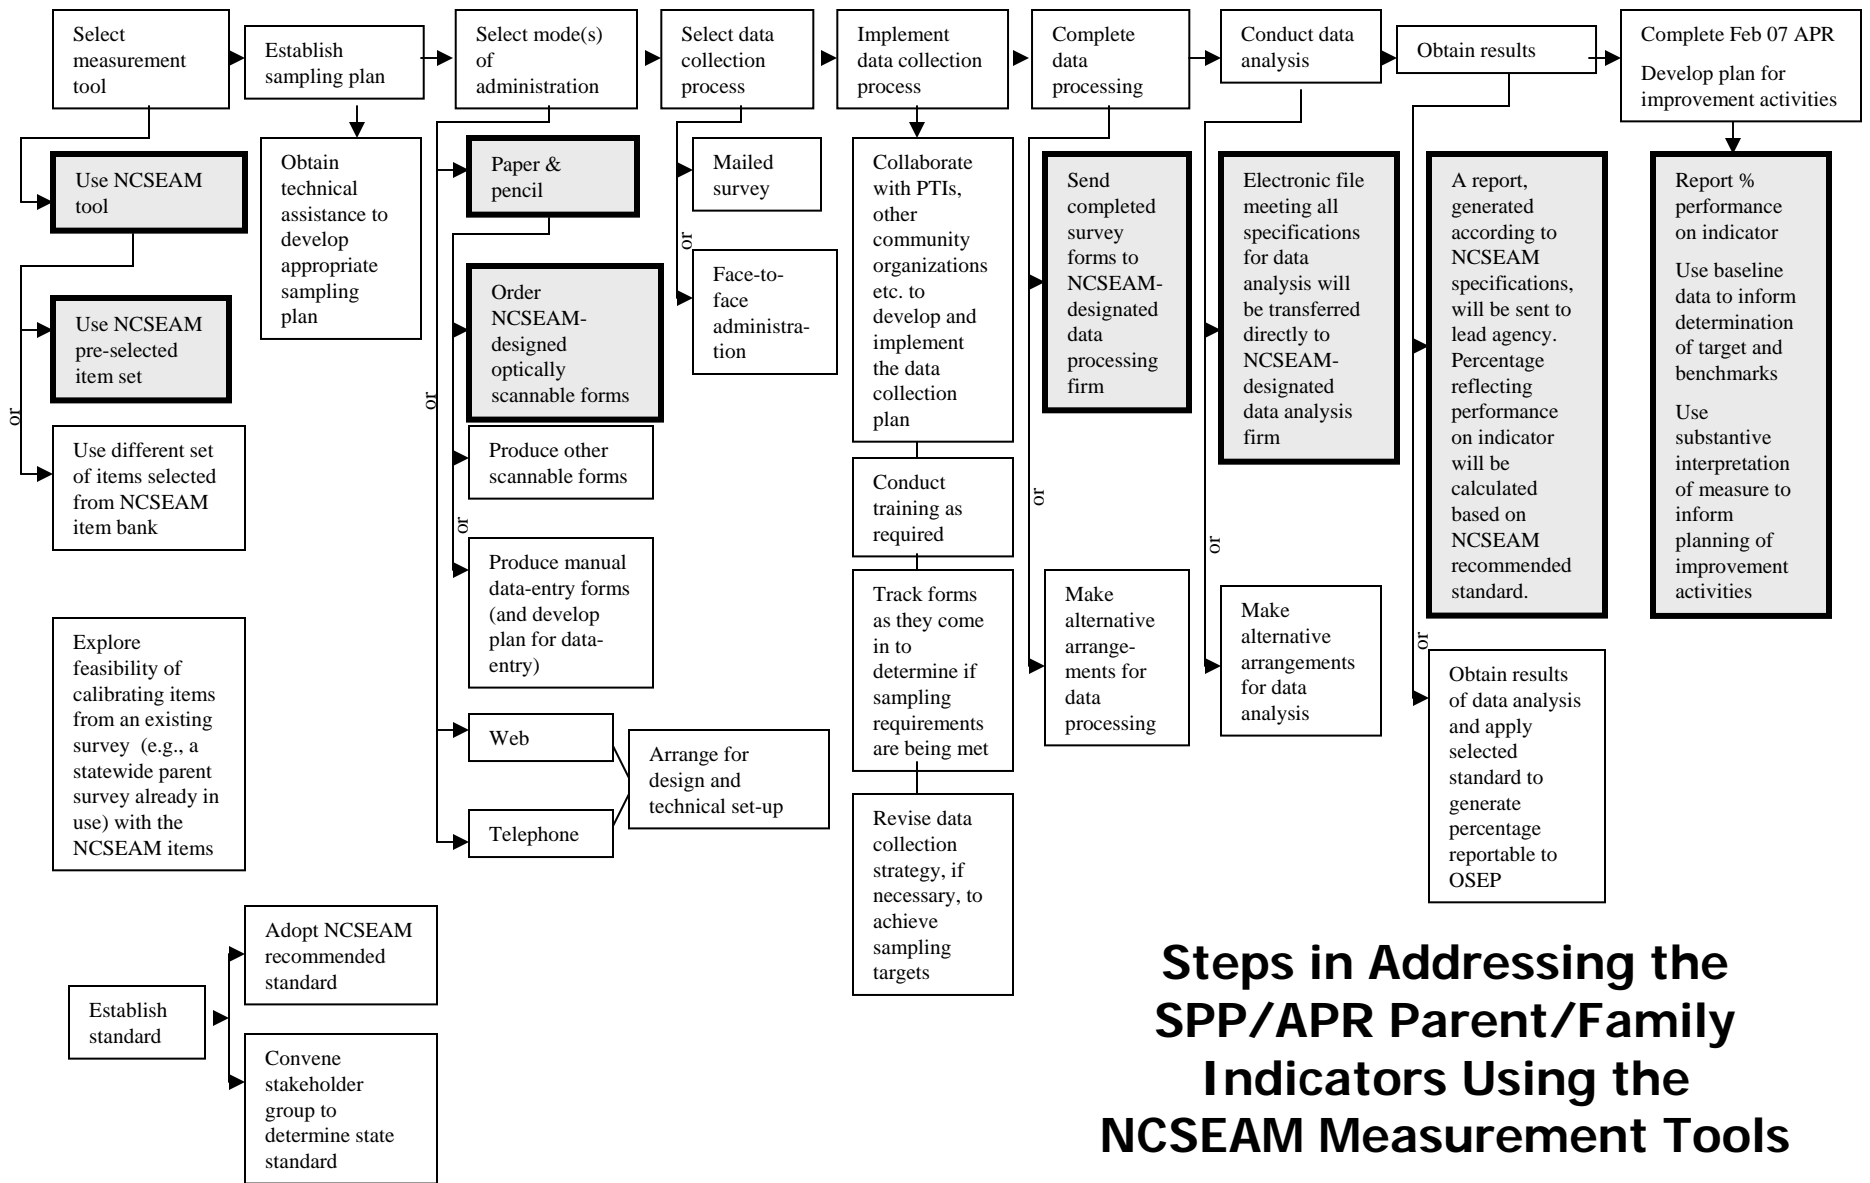 Select
measurement
tool
Establish
sampling plan
Select mode(s)
of
administration
Select data
collection
process
Implement
data collection
process
Complete
data
processing
Conduct data
analysis
Obtain results
Complete Feb 07 APR
Develop plan for
improvement activities
Use NCSEAM
tool
or
Use NCSEAM
pre-selected
item set
Use different set
of items selected
from NCSEAM
item bank
Explore
feasibility of
calibrating items
from an existing
survey (e.g., a
statewide parent
survey already in
use) with the
NCSEAM items
Obtain
technical
assistance to
develop
appropriate
sampling
plan
or
Paper &
pencil
Order
NCSEAM-
designed
optically
scannable forms
Produce other
scannable forms
or
Produce manual
data-entry forms
(and develop
plan for data-
entry)
Web
Telephone
Arrange for
design and
technical set-up
Mailed
survey
or
Face-to-
face
administra-
tion
Collaborate
with PTIs,
other
community
organizations
etc. to
develop and
implement
the data
collection
plan
Conduct
training as
required
Track forms
as they come
in to
determine if
sampling
requirements
are being met
Revise data
collection
strategy, if
necessary, to
achieve
sampling
targets
Send
completed
survey
forms to
NCSEAM-
designated
data
processing
firm
or
Make
alternative
arrange-
ments for
data
processing
Electronic file
meeting all
specifications
for data
analysis will
be transferred
directly to
NCSEAM-
designated
data analysis
firm
or
Make
alternative
arrangements
for data
analysis
A report,
generated
according to
NCSEAM
specifications,
will be sent to
lead agency.
Percentage
reflecting
performance
on indicator
will be
calculated
based on
NCSEAM
recommended
standard.
or
Obtain results
of data analysis
and apply
selected
standard to
generate
percentage
reportable to
OSEP
Report %
performance
on indicator
Use baseline
data to inform
determination
of target and
benchmarks
Use
substantive
interpretation
of measure to
inform
planning of
improvement
activities
Establish
standard
Adopt NCSEAM
recommended
standard
Convene
stakeholder
group to
determine state
standard
Steps in Addressing the
SPP/APR Parent/Family
Indicators Using the
NCSEAM Measurement Tools